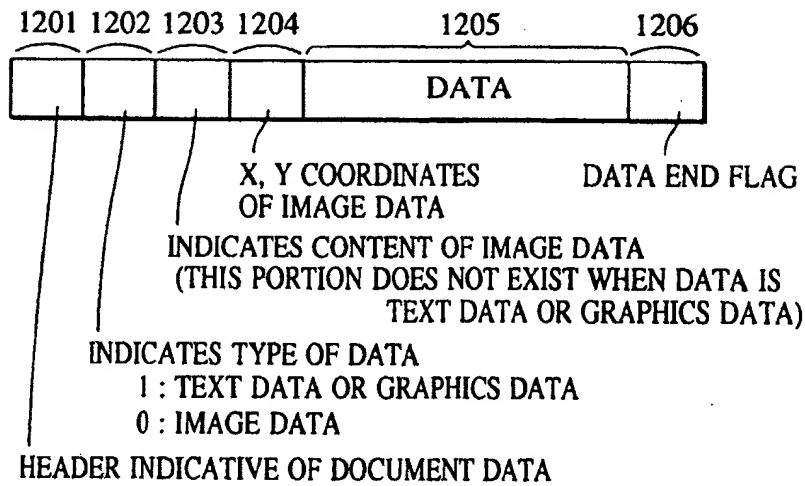 1201 1202 1203 1204 1205 1206
DATA
X, Y COORDINATES
OF IMAGE DATA
DATA END FLAG
INDICATES CONTENT OF IMAGE DATA
(THIS PORTION DOES NOT EXIST WHEN DATA IS
TEXT DATA OR GRAPHICS DATA)
INDICATES TYPE OF DATA
1 : TEXT DATA OR GRAPHICS DATA
0 : IMAGE DATA
HEADER INDICATIVE OF DOCUMENT DATA